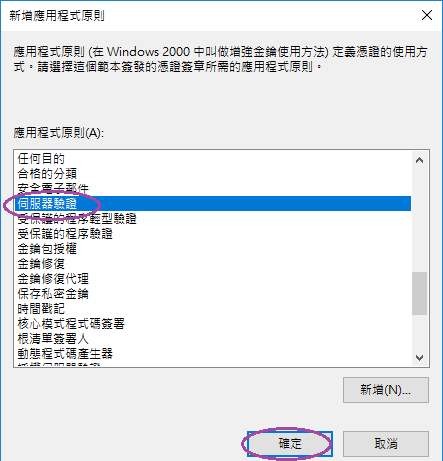 新增應用程式原則
應用程式原則 (在 Windows 2000 中叫做增強金鑰使用方法) 定義憑證的使用方
式。請選擇這個範本簽發的憑證簽章所需的應用程式原則。
應用程式原則(A):
任何目的
合格的分類
安全電子郵件
伺服器驗證
受保護的程序輕型驗證
受保護的程序驗證
金鑰包授權
金鑰修復
金鑰修復代理
保存私密金鑰
時間戳記
核心模式程式碼簽署
根清單簽署人
動態程式碼產生器
新增(N)...
確定
取消